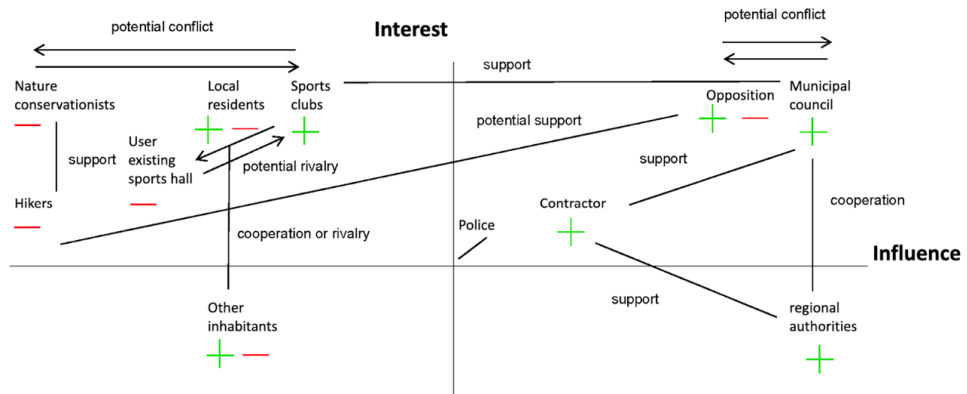 potential conflict
Interest
potential conflict
support
Nature
conservationists
Local
residents
Sports
clubs
Opposition
Municipal
council
potential support
User
existing
sports hall
support
potential rivalry
support
Hikers
Contractor
cooperation
Police
cooperation or rivalry
Influence
Other
inhabitants
support
regional
authorities